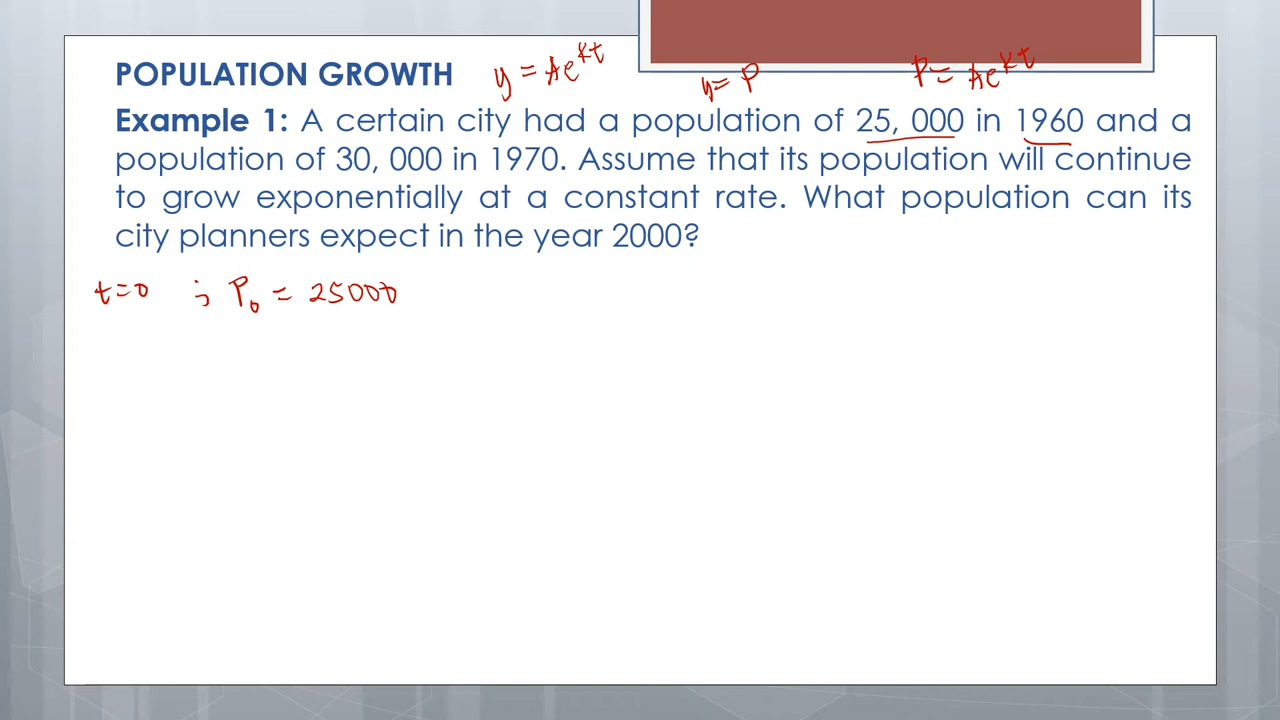 POPULATION GROWTH
y = Ae^{kt}
y = P
P = Ae^{kt}
Example 1: A certain city had a population of 25, 000 in 1960 and a
population of 30, 000 in 1970. Assume that its population will continue
to grow exponentially at a constant rate. What population can its
city planners expect in the year 2000?
t=0 ; P₀ = 25000